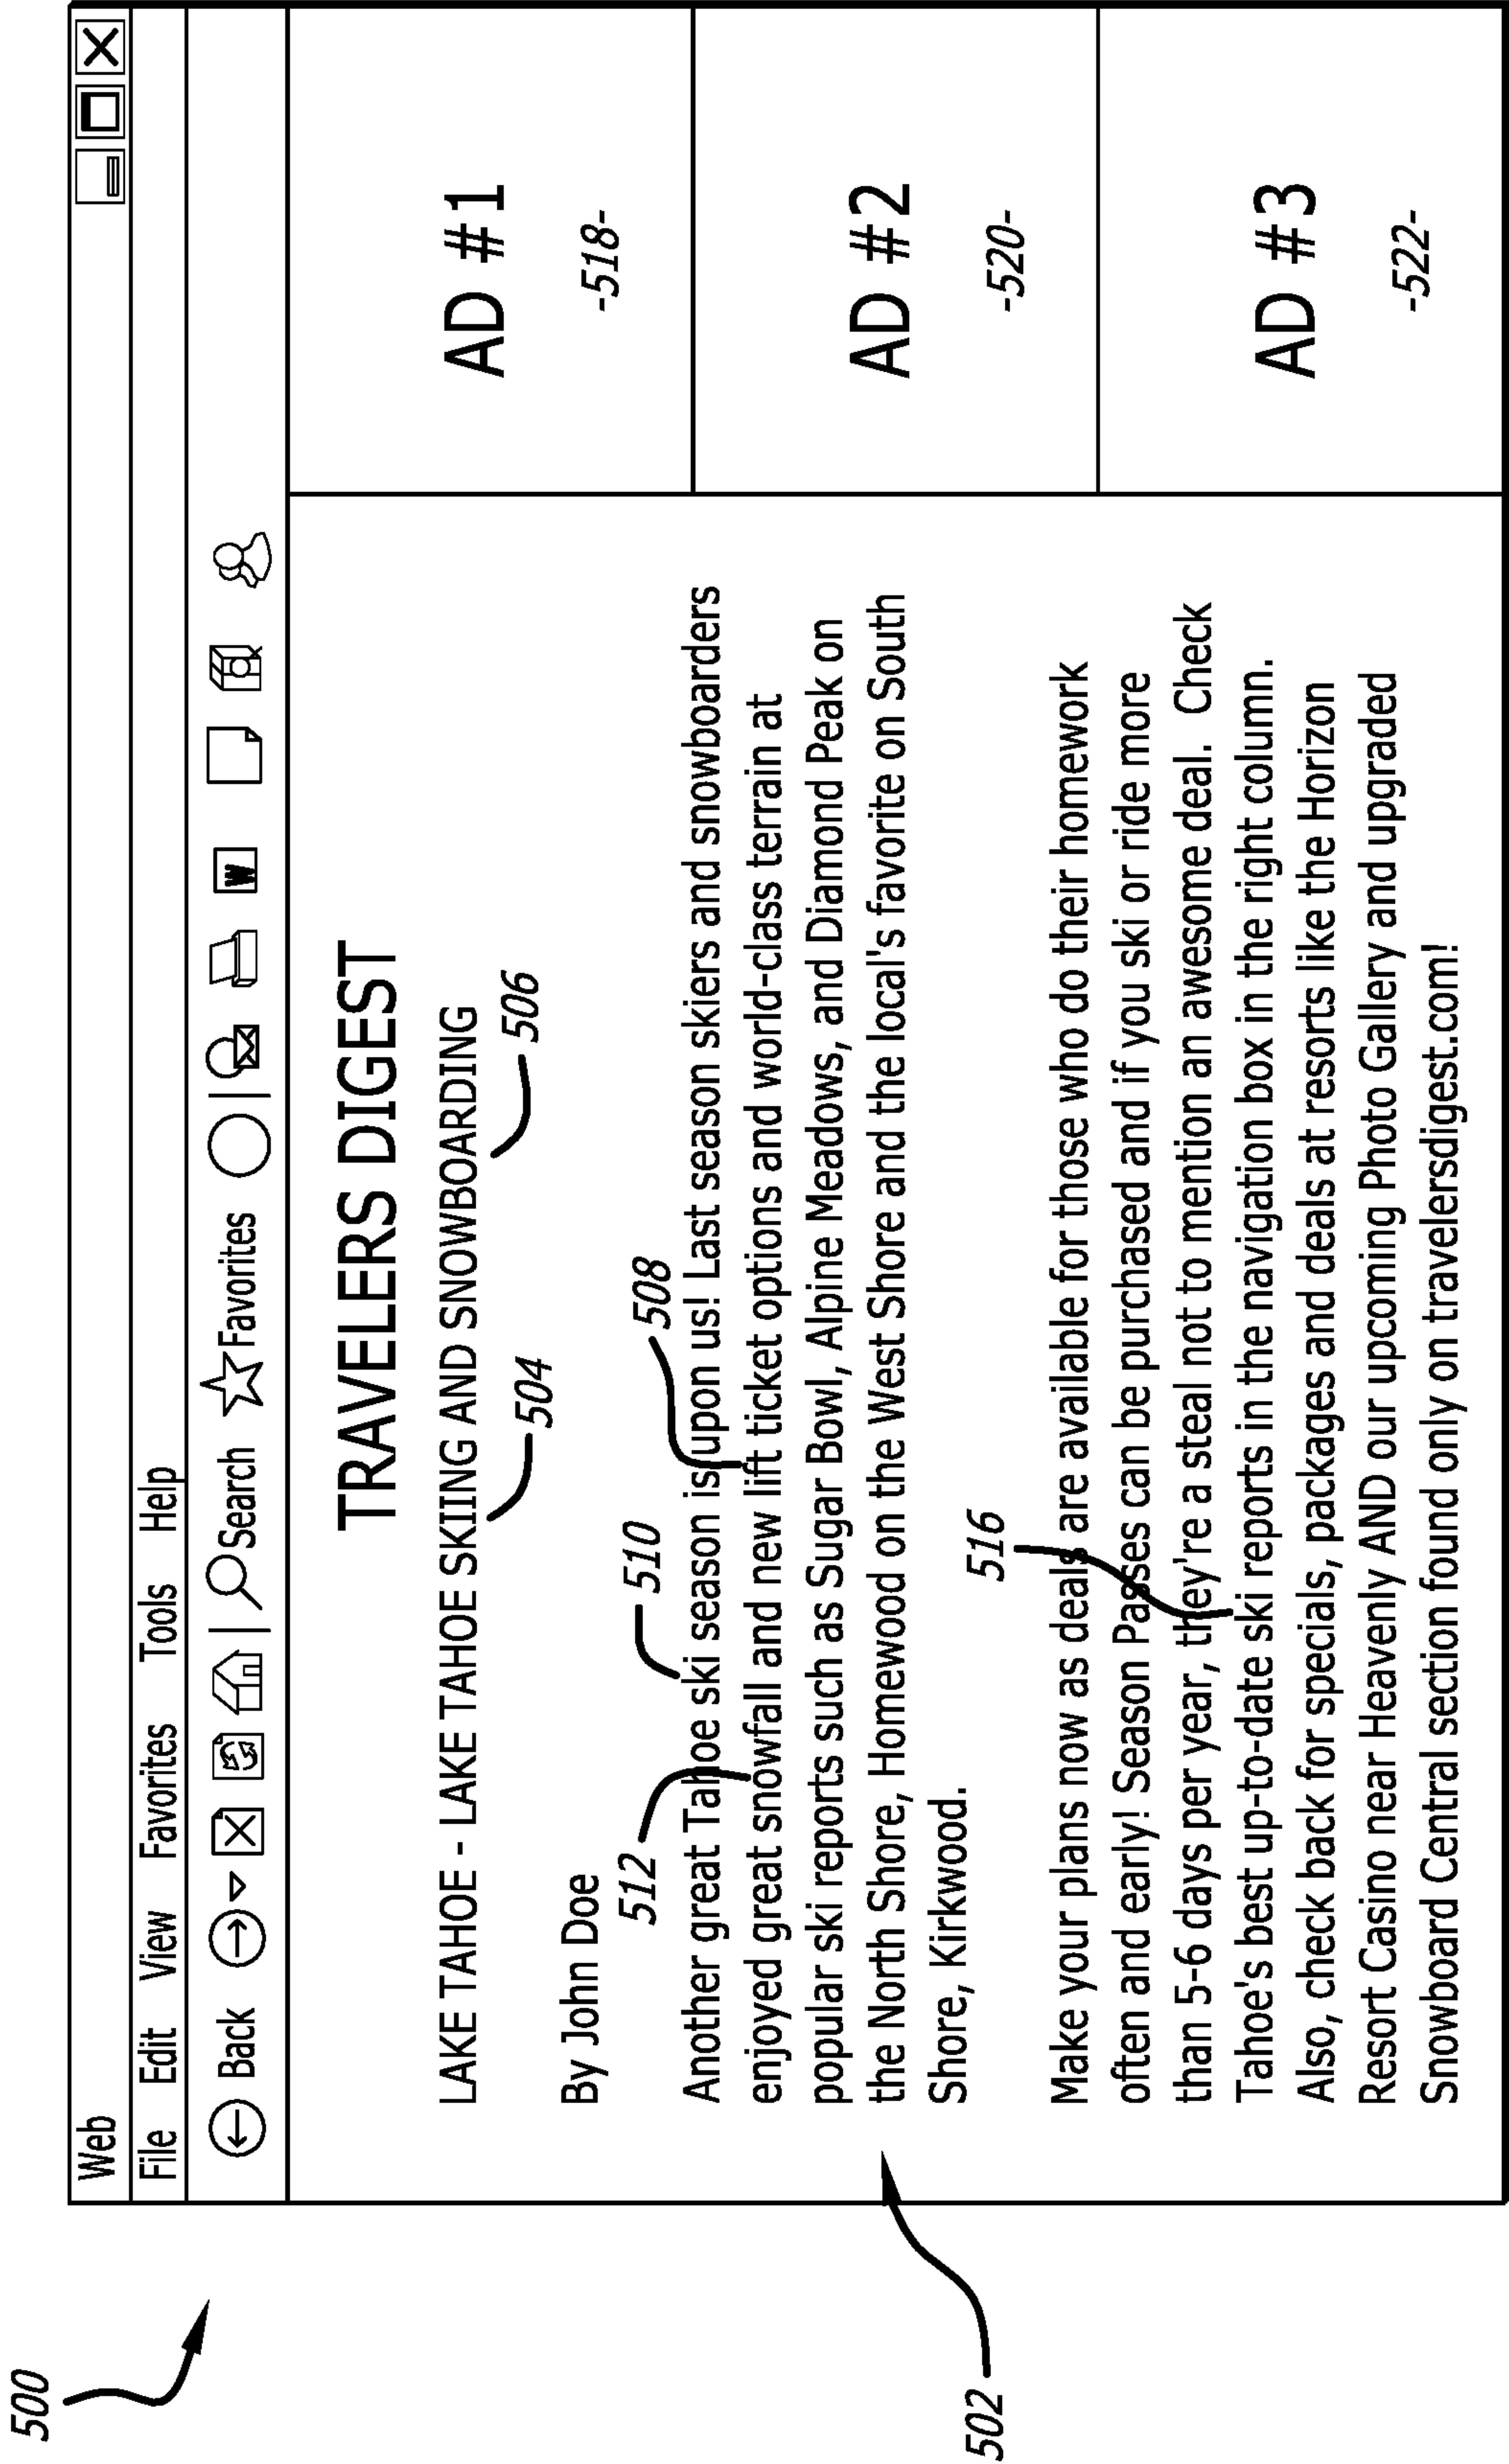 500
Web
File Edit View Favorites Tools Help
Back Search Favorites W
TRAVELERS DIGEST
LAKE TAHOE - LAKE TAHOE SKIING AND SNOWBOARDING
504
506
By John Doe
512
510
508
Another great Tahoe ski season is upon us! Last season skiers and snowboarders
enjoyed great snowfall and new lift ticket options and world-class terrain at
popular ski reports such as Sugar Bowl, Alpine Meadows, and Diamond Peak on
the North Shore, Homewood on the West Shore and the local's favorite on South
Shore, Kirkwood.
516
Make your plans now as deals are available for those who do their homework
often and early! Season Passes can be purchased and if you ski or ride more
than 5-6 days per year, they're a steal not to mention an awesome deal. Check
Tahoe's best up-to-date ski reports in the navigation box in the right column.
Also, check back for specials, packages and deals at resorts like the Horizon
Resort Casino near Heavenly AND our upcoming Photo Gallery and upgraded
Snowboard Central section found only on travelersdigest.com!
502
AD #1
-518-
AD #2
-520-
AD #3
-522-